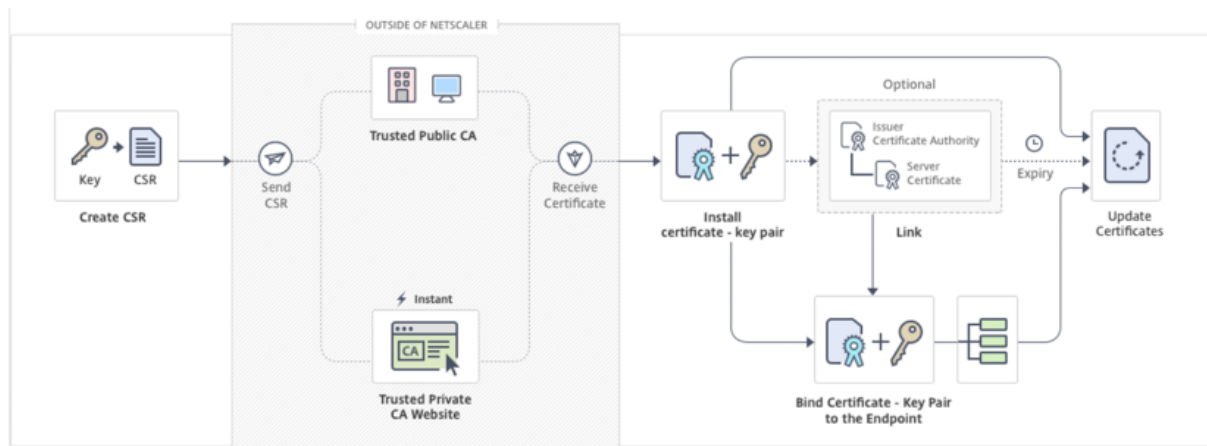 OUTSIDE OF NETSCALER
Key
CSR
Create CSR
Send
CSR
Trusted Public CA
Instant
CA
Trusted Private
CA Website
Receive
Certificate
Install
certificate - key pair
Optional
Issuer
Certificate Authority
Server
Certificate
Link
Expiry
Update
Certificates
Bind Certificate - Key Pair
to the Endpoint